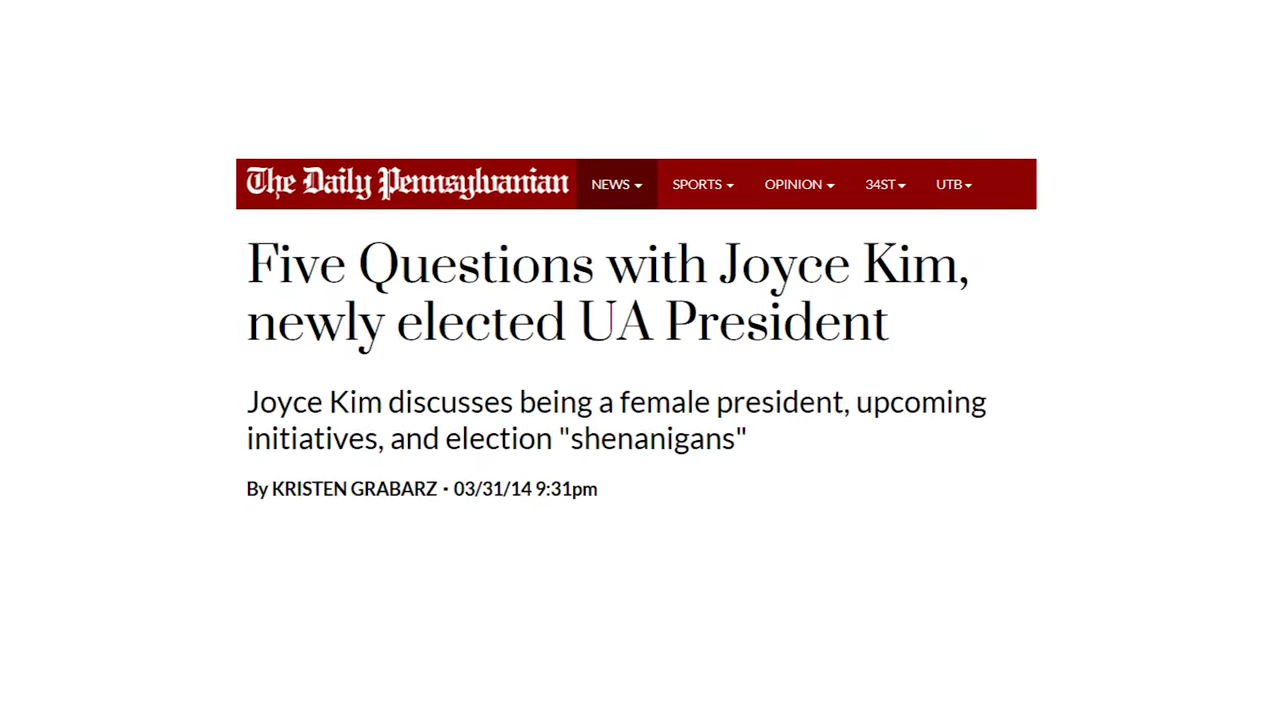 The Daily Pennsylvanian NEWS SPORTS OPINION 34ST UTB
Five Questions with Joyce Kim,
newly elected UA President
Joyce Kim discusses being a female president, upcoming
initiatives, and election "shenanigans"
By KRISTEN GRABARZ · 03/31/14 9:31pm